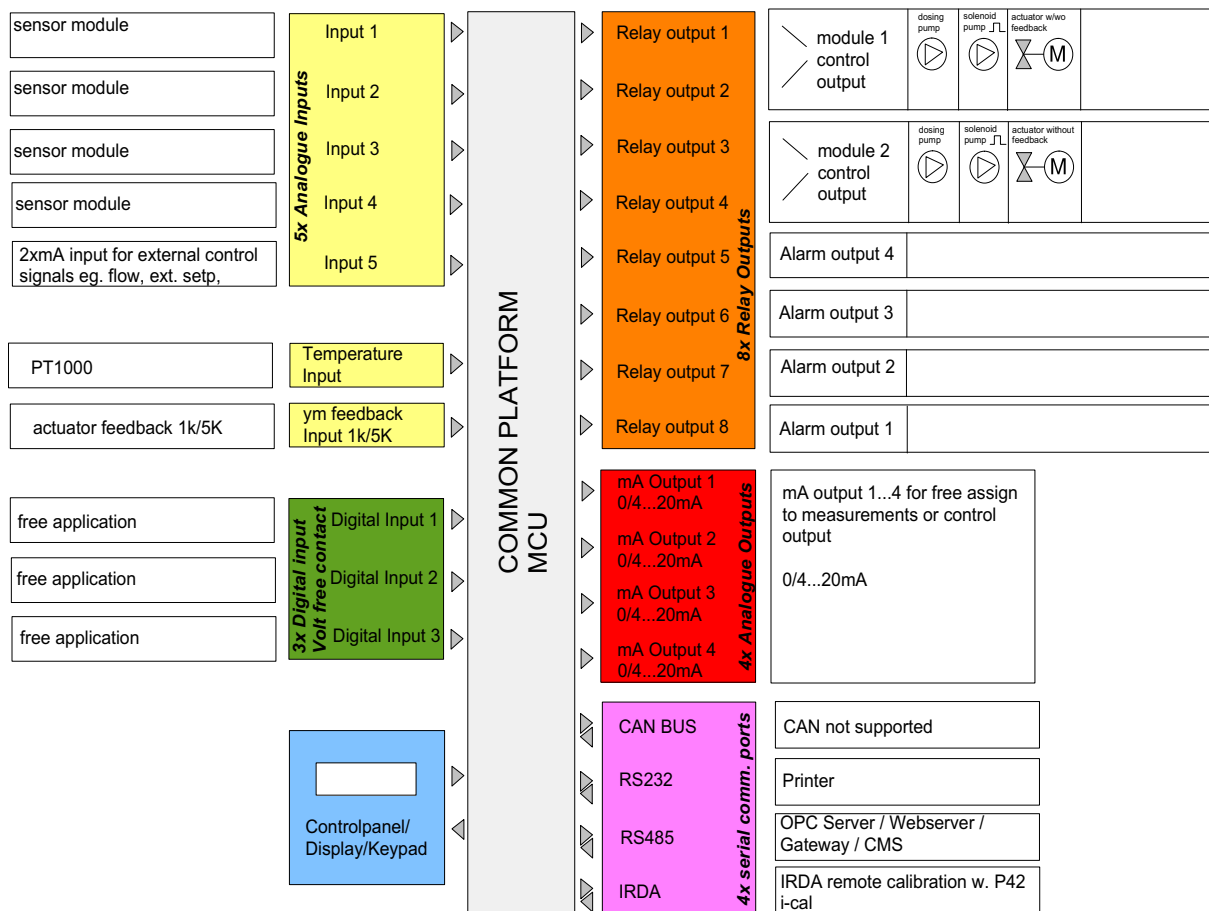 sensor module
sensor module
sensor module
sensor module
2xmA input for external control
signals eg. flow, ext. setp,
PT1000
actuator feedback 1k/5K
free application
free application
free application
5x Analogue Inputs
Input 1
Input 2
Input 3
Input 4
Input 5
Temperature
Input
ym feedback
Input 1k/5K
3x Digital input
Volt free contact
Digital Input 1
Digital Input 2
Digital Input 3
Controlpanel/
Display/Keypad
COMMON PLATFORM
MCU
Relay output 1
Relay output 2
Relay output 3
Relay output 4
Relay output 5
Relay output 6
Relay output 7
Relay output 8
8x Relay Outputs
mA Output 1
0/4...20mA
mA Output 2
0/4...20mA
mA Output 3
0/4...20mA
mA Output 4
0/4...20mA
4x Analogue Outputs
CAN BUS
RS232
RS485
IRDA
4x serial comm. ports
module 1
control
output
dosing
pump
solenoid
pump
actuator w/wo
feedback
M
module 2
control
output
dosing
pump
solenoid
pump
actuator without
feedback
M
Alarm output 4
Alarm output 3
Alarm output 2
Alarm output 1
mA output 1...4 for free assign
to measurements or control
output
0/4...20mA
CAN not supported
Printer
OPC Server / Webserver /
Gateway / CMS
IRDA remote calibration w. P42
i-cal